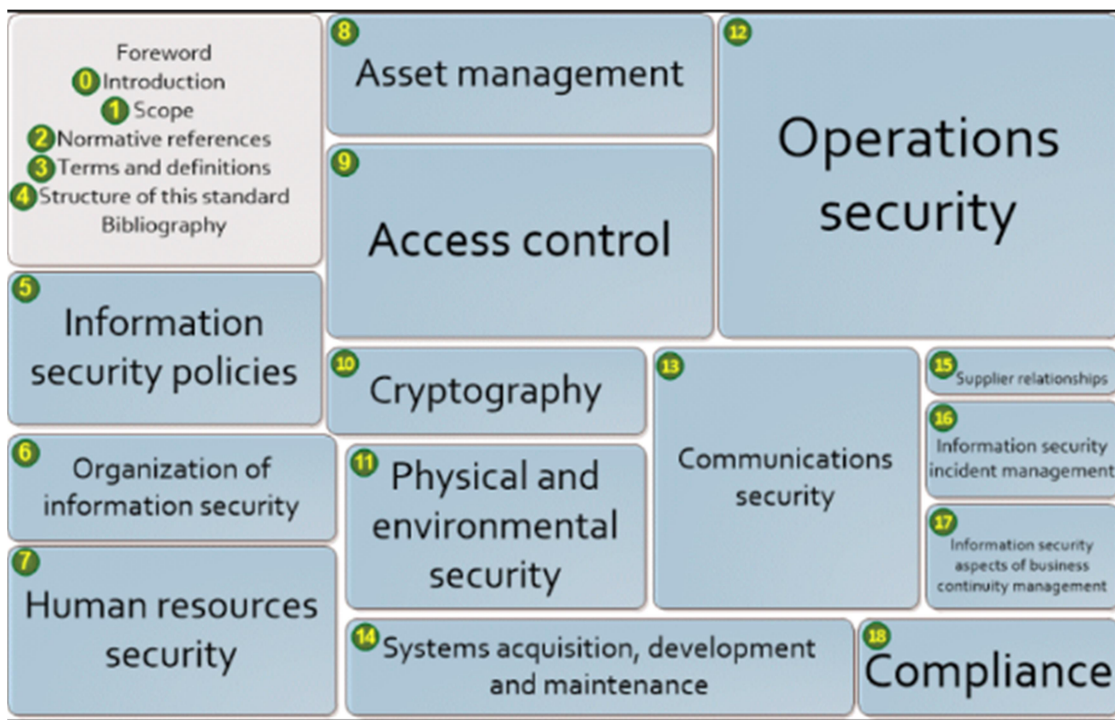 Foreword
0 Introduction
1 Scope
2 Normative references
3 Terms and definitions
4 Structure of this standard
Bibliography
5
Information
security policies
6
Organization of
information security
7
Human resources
security
8
Asset management
9
Access control
10
Cryptography
11
Physical and
environmental
security
12
Operations
security
13
Communications
security
14 Systems acquisition, development
and maintenance
15
Supplier relationships
16
Information security
incident management
17
Information security
aspects of business
continuity management
18
Compliance